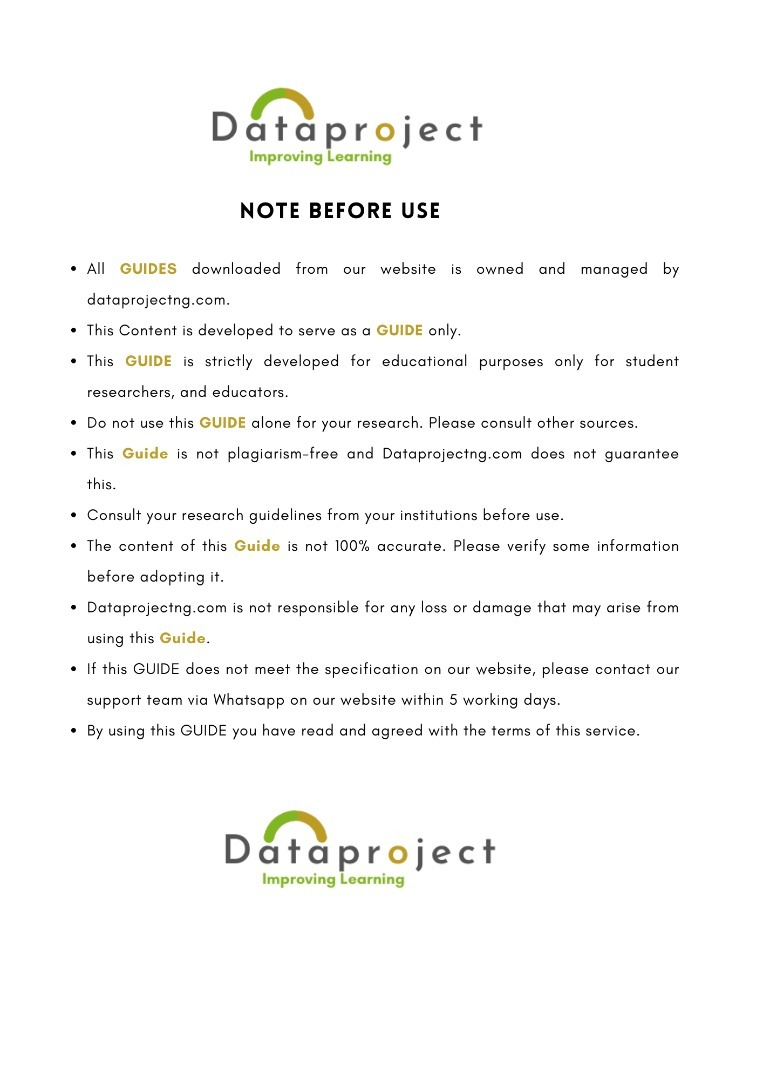 Dataproject
Improving Learning
NOTE BEFORE USE
• All GUIDES downloaded from our website is owned and managed by
dataprojectng.com.
• This Content is developed to serve as a GUIDE only.
• This GUIDE is strictly developed for educational purposes only for student
researchers, and educators.
• Do not use this GUIDE alone for your research. Please consult other sources.
• This Guide is not plagiarism-free and Dataprojectng.com does not guarantee
this.
• Consult your research guidelines from your institutions before use.
• The content of this Guide is not 100% accurate. Please verify some information
before adopting it.
• Dataprojectng.com is not responsible for any loss or damage that may arise from
using this Guide.
• If this GUIDE does not meet the specification on our website, please contact our
support team via Whatsapp on our website within 5 working days.
• By using this GUIDE you have read and agreed with the terms of this service.
Dataproject
Improving Learning